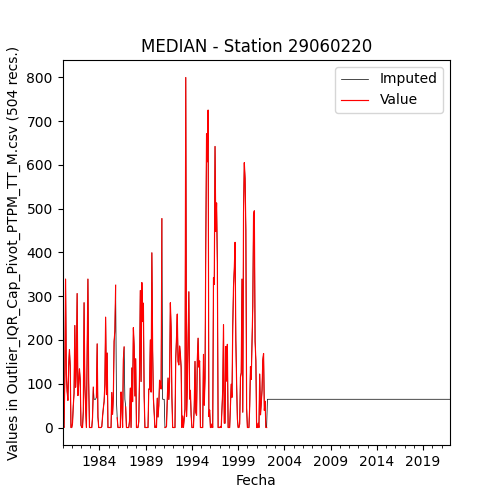 MEDIAN - Station 29060220
Values in Outlier_IQR_Cap_Pivot_PTPM_TT_M.csv (504 recs.)
800
700
600
500
400
300
200
100
0
Imputed
Value
1984 1989 1994 1999 2004 2009 2014 2019
Fecha